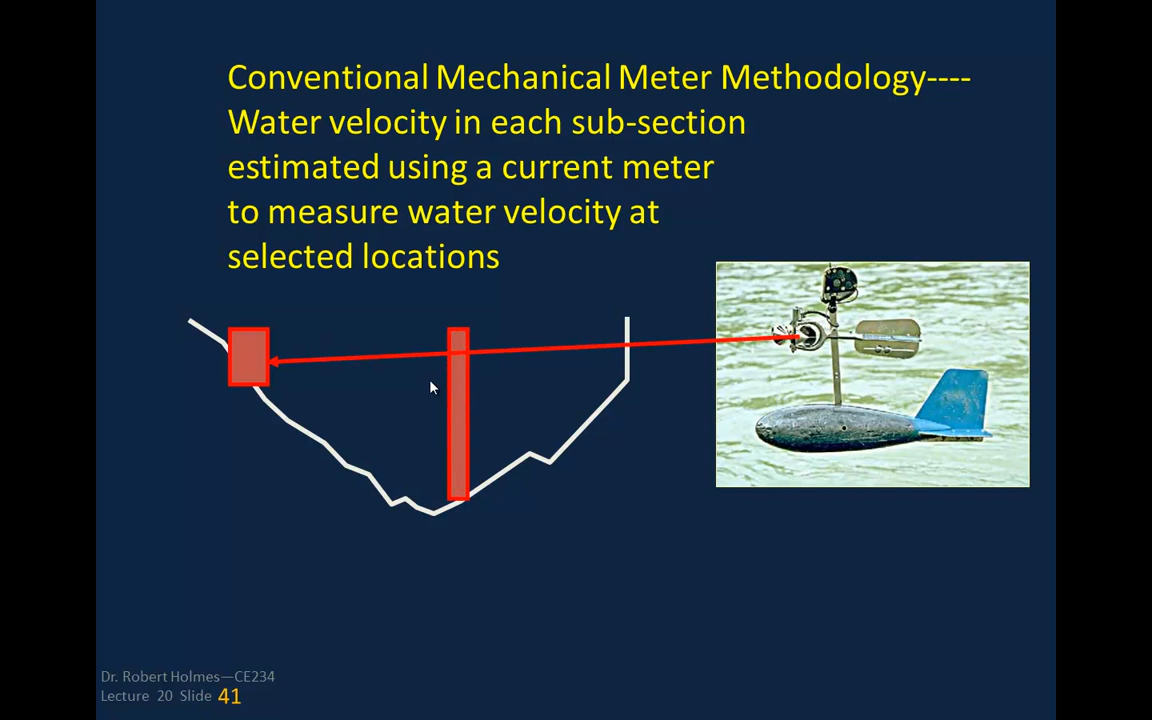 Conventional Mechanical Meter Methodology----
Water velocity in each sub-section
estimated using a current meter
to measure water velocity at
selected locations
Dr. Robert Holmes—CE234
Lecture 20 Slide 41